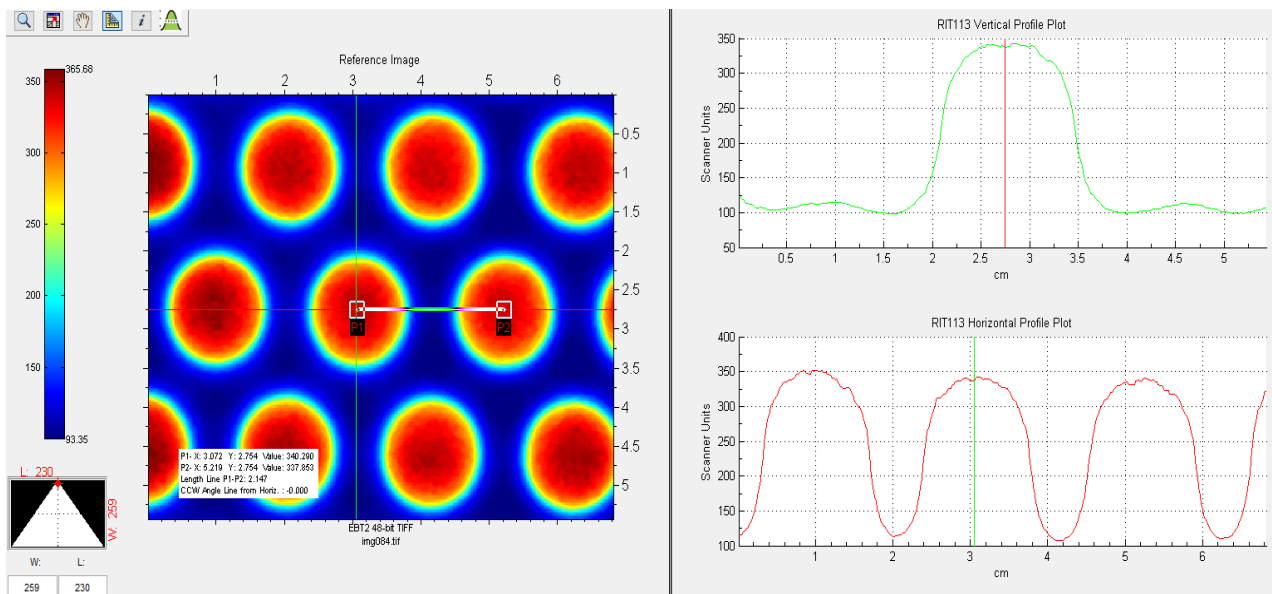 Reference Image
1 2 3 4 5 6
365.68
350
300
250
200
150
93.35
0.5
1
1.5
2
2.5
3
3.5
4
4.5
5
P1
P2
P1- X: 3.072 Y: 2.754 Value: 340.290
P2- X: 5.219 Y: 2.754 Value: 337.853
Length Line P1-P2: 2.147
CCW Angle Line from Horiz. : -0.000
EBT2 48-bit TIFF
img084.tif
L: 230
W: 259
W: L:
259 230
RIT113 Vertical Profile Plot
Scanner Units
350
300
250
200
150
100
50
0.5 1 1.5 2 2.5 3 3.5 4 4.5 5
cm
RIT113 Horizontal Profile Plot
Scanner Units
400
350
300
250
200
150
100
1 2 3 4 5 6
cm